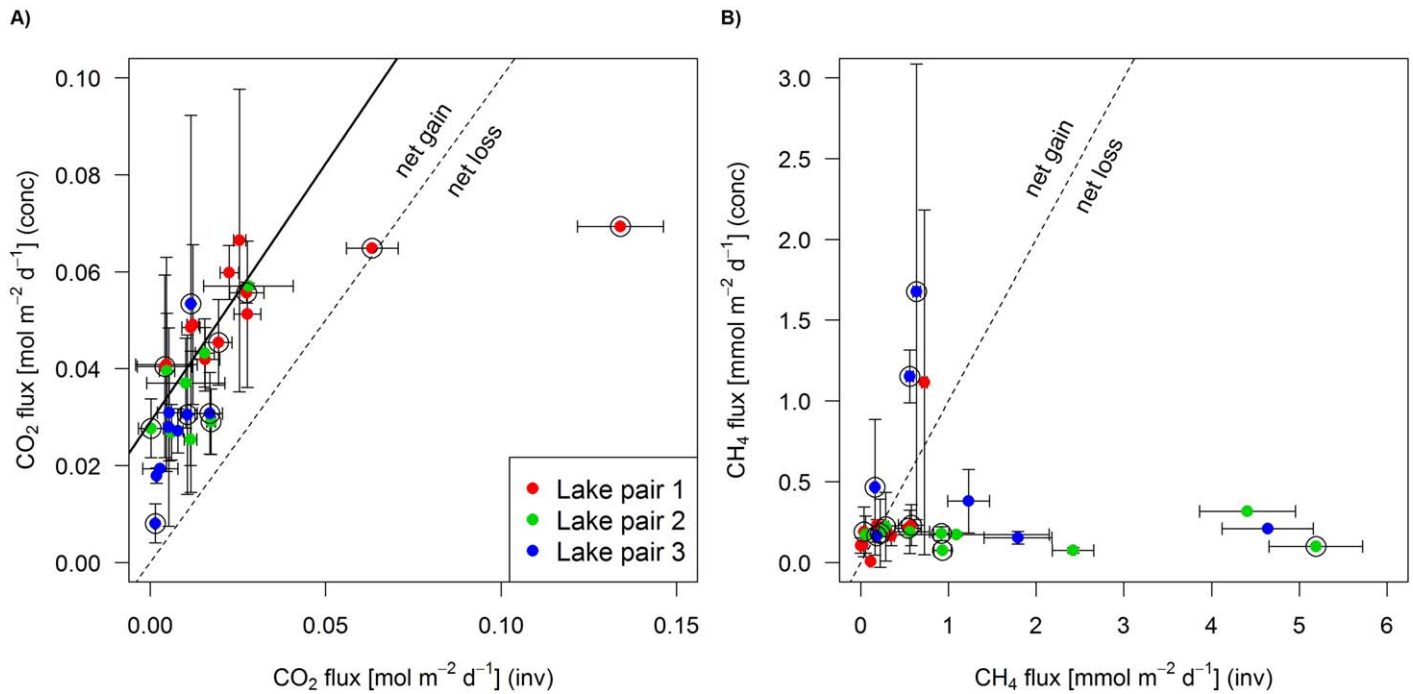 A)
CO₂ flux [mol m⁻² d⁻¹] (conc)
0.10
0.08
0.06
0.04
0.02
0.00
net gain
net loss
Lake pair 1
Lake pair 2
Lake pair 3
0.00 0.05 0.10 0.15
CO₂ flux [mol m⁻² d⁻¹] (inv)
B)
CH₄ flux [mmol m⁻² d⁻¹] (conc)
3.0
2.5
2.0
1.5
1.0
0.5
0.0
net gain
net loss
0 1 2 3 4 5 6
CH₄ flux [mmol m⁻² d⁻¹] (inv)